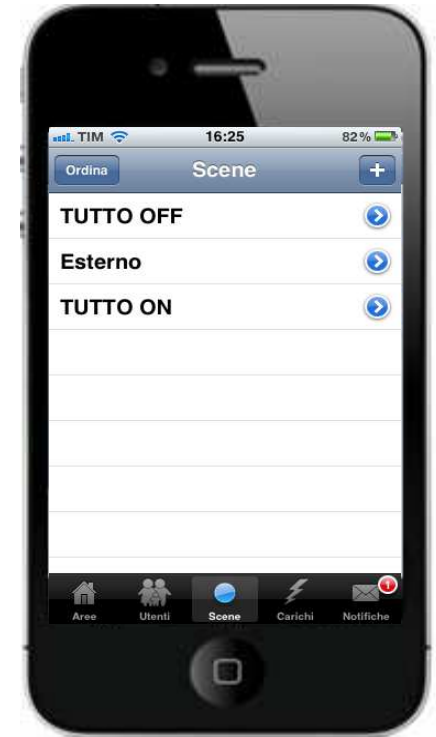 TIM 16:25 82%
Ordina Scene +
TUTTO OFF
Esterno
TUTTO ON
1
Aree Utenti Scene Carichi Notifiche